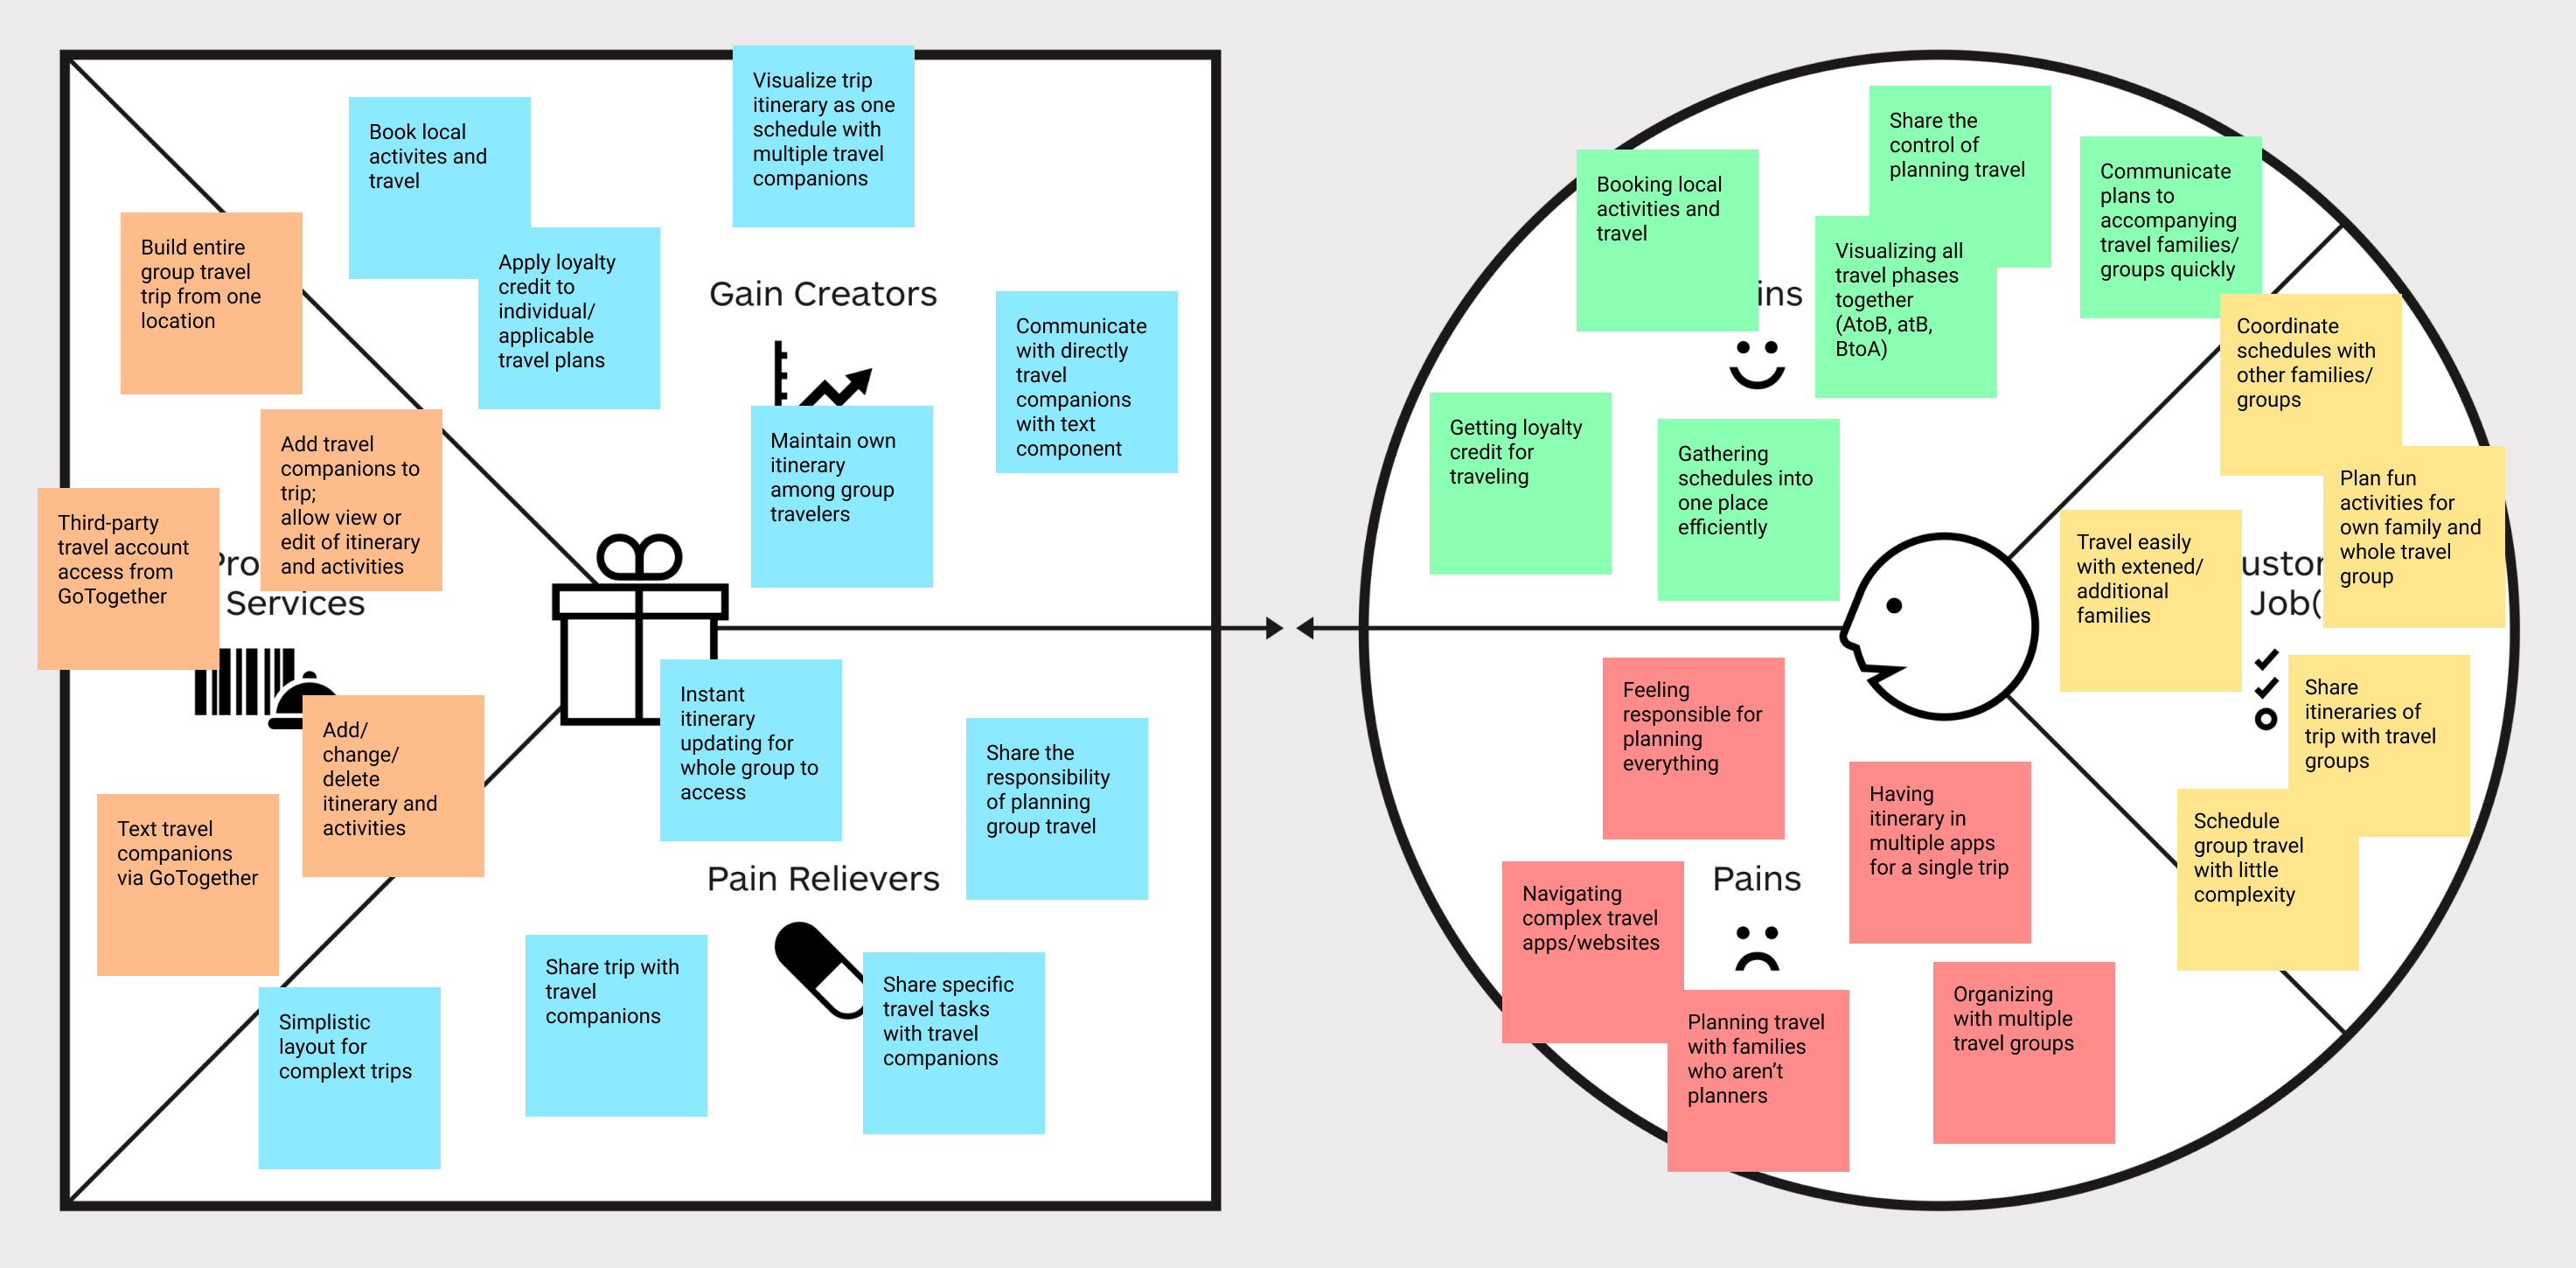 Visualize trip
itinerary as one
schedule with
multiple travel
companions
Book local
activites and
travel
Build entire
group travel
trip from one
location
Apply loyalty
credit to
individual/
applicable
travel plans
Gain Creators
Communicate
with directly
travel
companions
with text
component
Add travel
companions to
trip;
allow view or
edit of itinerary
and activities
Maintain own
itinerary
among group
travelers
Third-party
travel account
access from
GoTogether
Pro
Services
Add/
change/
delete
itinerary and
activities
Text travel
companions
via GoTogether
Instant
itinerary
updating for
whole group to
access
Share the
responsibility
of planning
group travel
Pain Relievers
Simplistic
layout for
complext trips
Share trip with
travel
companions
Share specific
travel tasks
with travel
companions
Share the
control of
planning travel
Booking local
activities and
travel
Communicate
plans to
accompanying
travel families/
groups quickly
Visualizing all
travel phases
together
(AtoB, atB,
BtoA)
ins
Getting loyalty
credit for
traveling
Gathering
schedules into
one place
efficiently
Coordinate
schedules with
other families/
groups
Plan fun
activities for
own family and
whole travel
group
Travel easily
with extened/
additional
families
ustor
Job(
Share
itineraries of
trip with travel
groups
Schedule
group travel
with little
complexity
Feeling
responsible for
planning
everything
Having
itinerary in
multiple apps
for a single trip
Pains
Navigating
complex travel
apps/websites
Planning travel
with families
who aren't
planners
Organizing
with multiple
travel groups